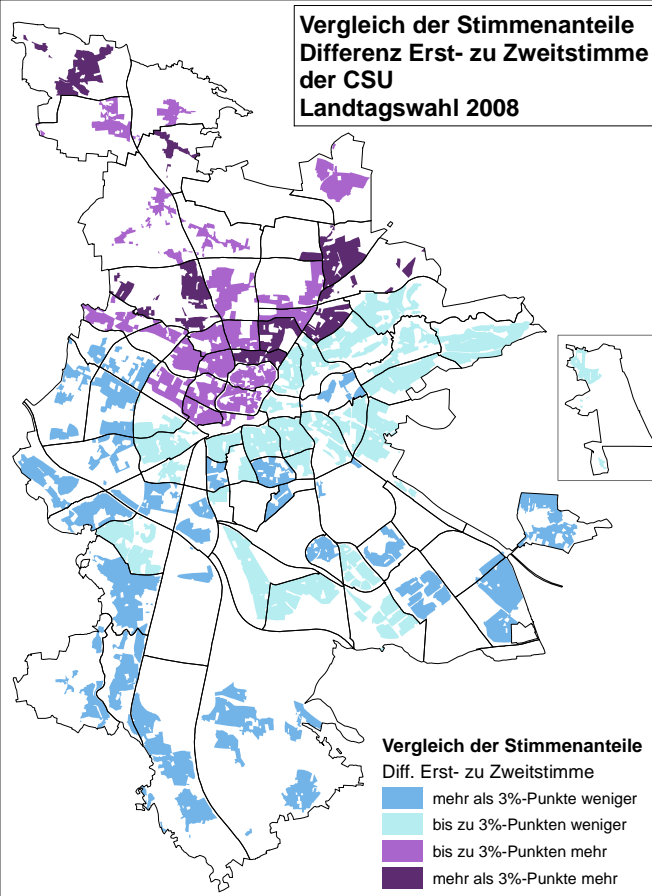 Vergleich der Stimmenanteile
Differenz Erst- zu Zweitstimme
der CSU
Landtagswahl 2008
Vergleich der Stimmenanteile
Diff. Erst- zu Zweitstimme
mehr als 3%-Punkte weniger
bis zu 3%-Punkten weniger
bis zu 3%-Punkten mehr
mehr als 3%-Punkte mehr